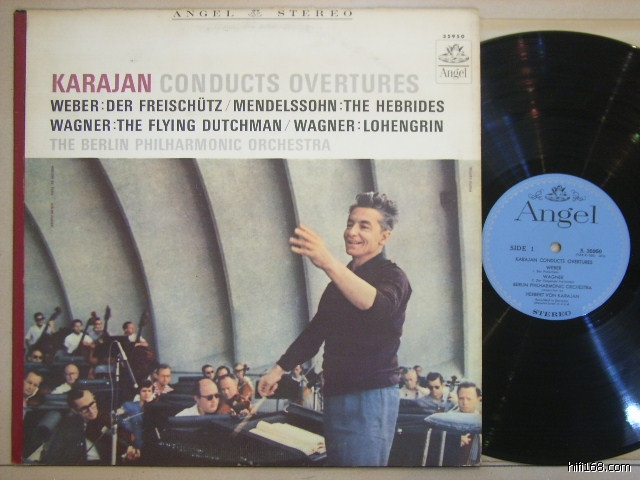 ANGEL STEREO
35950
Angel
KARAJAN CONDUCTS OVERTURES
WEBER:DER FREISCHÜTZ/MENDELSSOHN:THE HEBRIDES
WAGNER:THE FLYING DUTCHMAN/WAGNER:LOHENGRIN
THE BERLIN PHILHARMONIC ORCHESTRA
Angel
SIDE 1
KARAJAN CONDUCTS OVERTURES
WEBER
WAGNER
BERLIN PHILHARMONIC ORCHESTRA
HERBERT VON KARAJAN
STEREO
hifi168.com